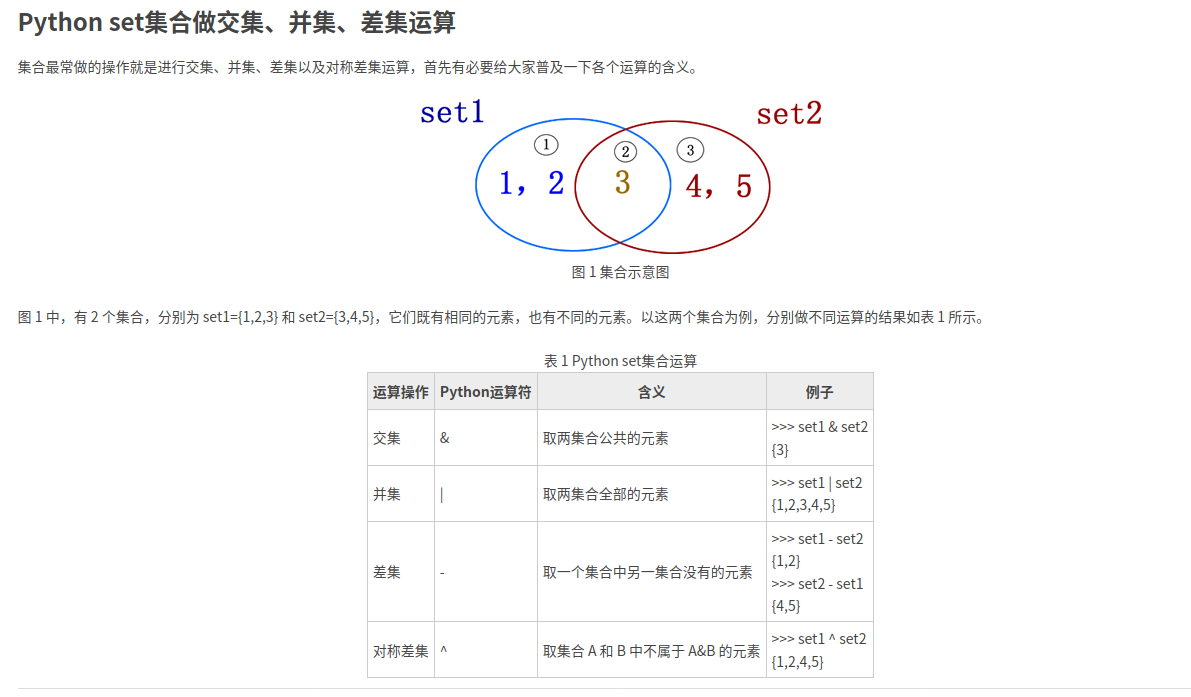 Python set集合做交集、并集、差集运算
集合最常做的操作就是进行交集、并集、差集以及对称差集运算，首先有必要给大家普及一下各个运算的含义。
set1
set2
① ② ③
1, 2 3 4, 5
图 1 集合示意图
图 1 中，有 2 个集合，分别为 set1={1,2,3} 和 set2={3,4,5}，它们既有相同的元素，也有不同的元素。以这两个集合为例，分别做不同运算的结果如表 1 所示。
表 1 Python set集合运算
运算操作 Python运算符 含义 例子
交集 & 取两集合公共的元素 >>> set1 & set2
{3}
并集 | 取两集合全部的元素 >>> set1 | set2
{1,2,3,4,5}
差集 - 取一个集合中另一集合没有的元素 >>> set1 - set2
{1,2}
>>> set2 - set1
{4,5}
对称差集 ^ 取集合 A 和 B 中不属于 A&B 的元素 >>> set1 ^ set2
{1,2,4,5}